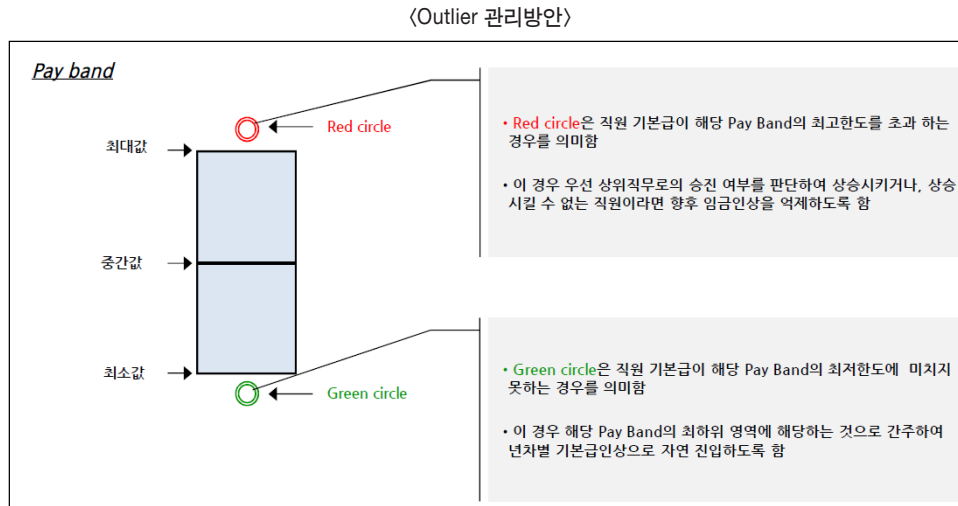 〈Outlier 관리방안〉
Pay band
Red circle
최대값
중간값
최소값
Green circle
• Red circle은 직원 기본급이 해당 Pay Band의 최고한도를 초과 하는
경우를 의미함
• 이 경우 우선 상위직무로의 승진 여부를 판단하여 상승시키거나, 상승
시킬 수 없는 직원이라면 향후 임금인상을 억제하도록 함
• Green circle은 직원 기본급이 해당 Pay Band의 최저한도에 미치지
못하는 경우를 의미함
• 이 경우 해당 Pay Band의 최하위 영역에 해당하는 것으로 간주하여
년차별 기본급인상으로 자연 진입하도록 함